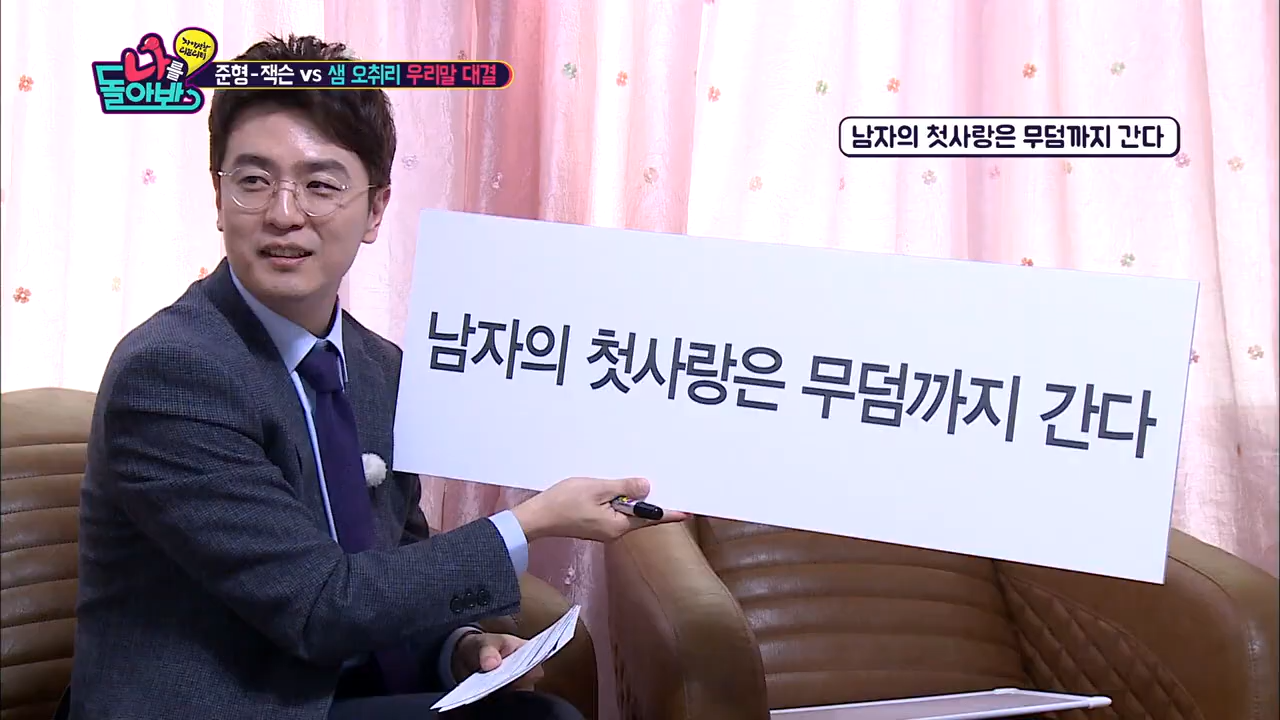 나를
돌아봐
준형-잭슨 vs 샘 오취리 우리말 대결
남자의 첫사랑은 무덤까지 간다
남자의 첫사랑은 무덤까지 간다